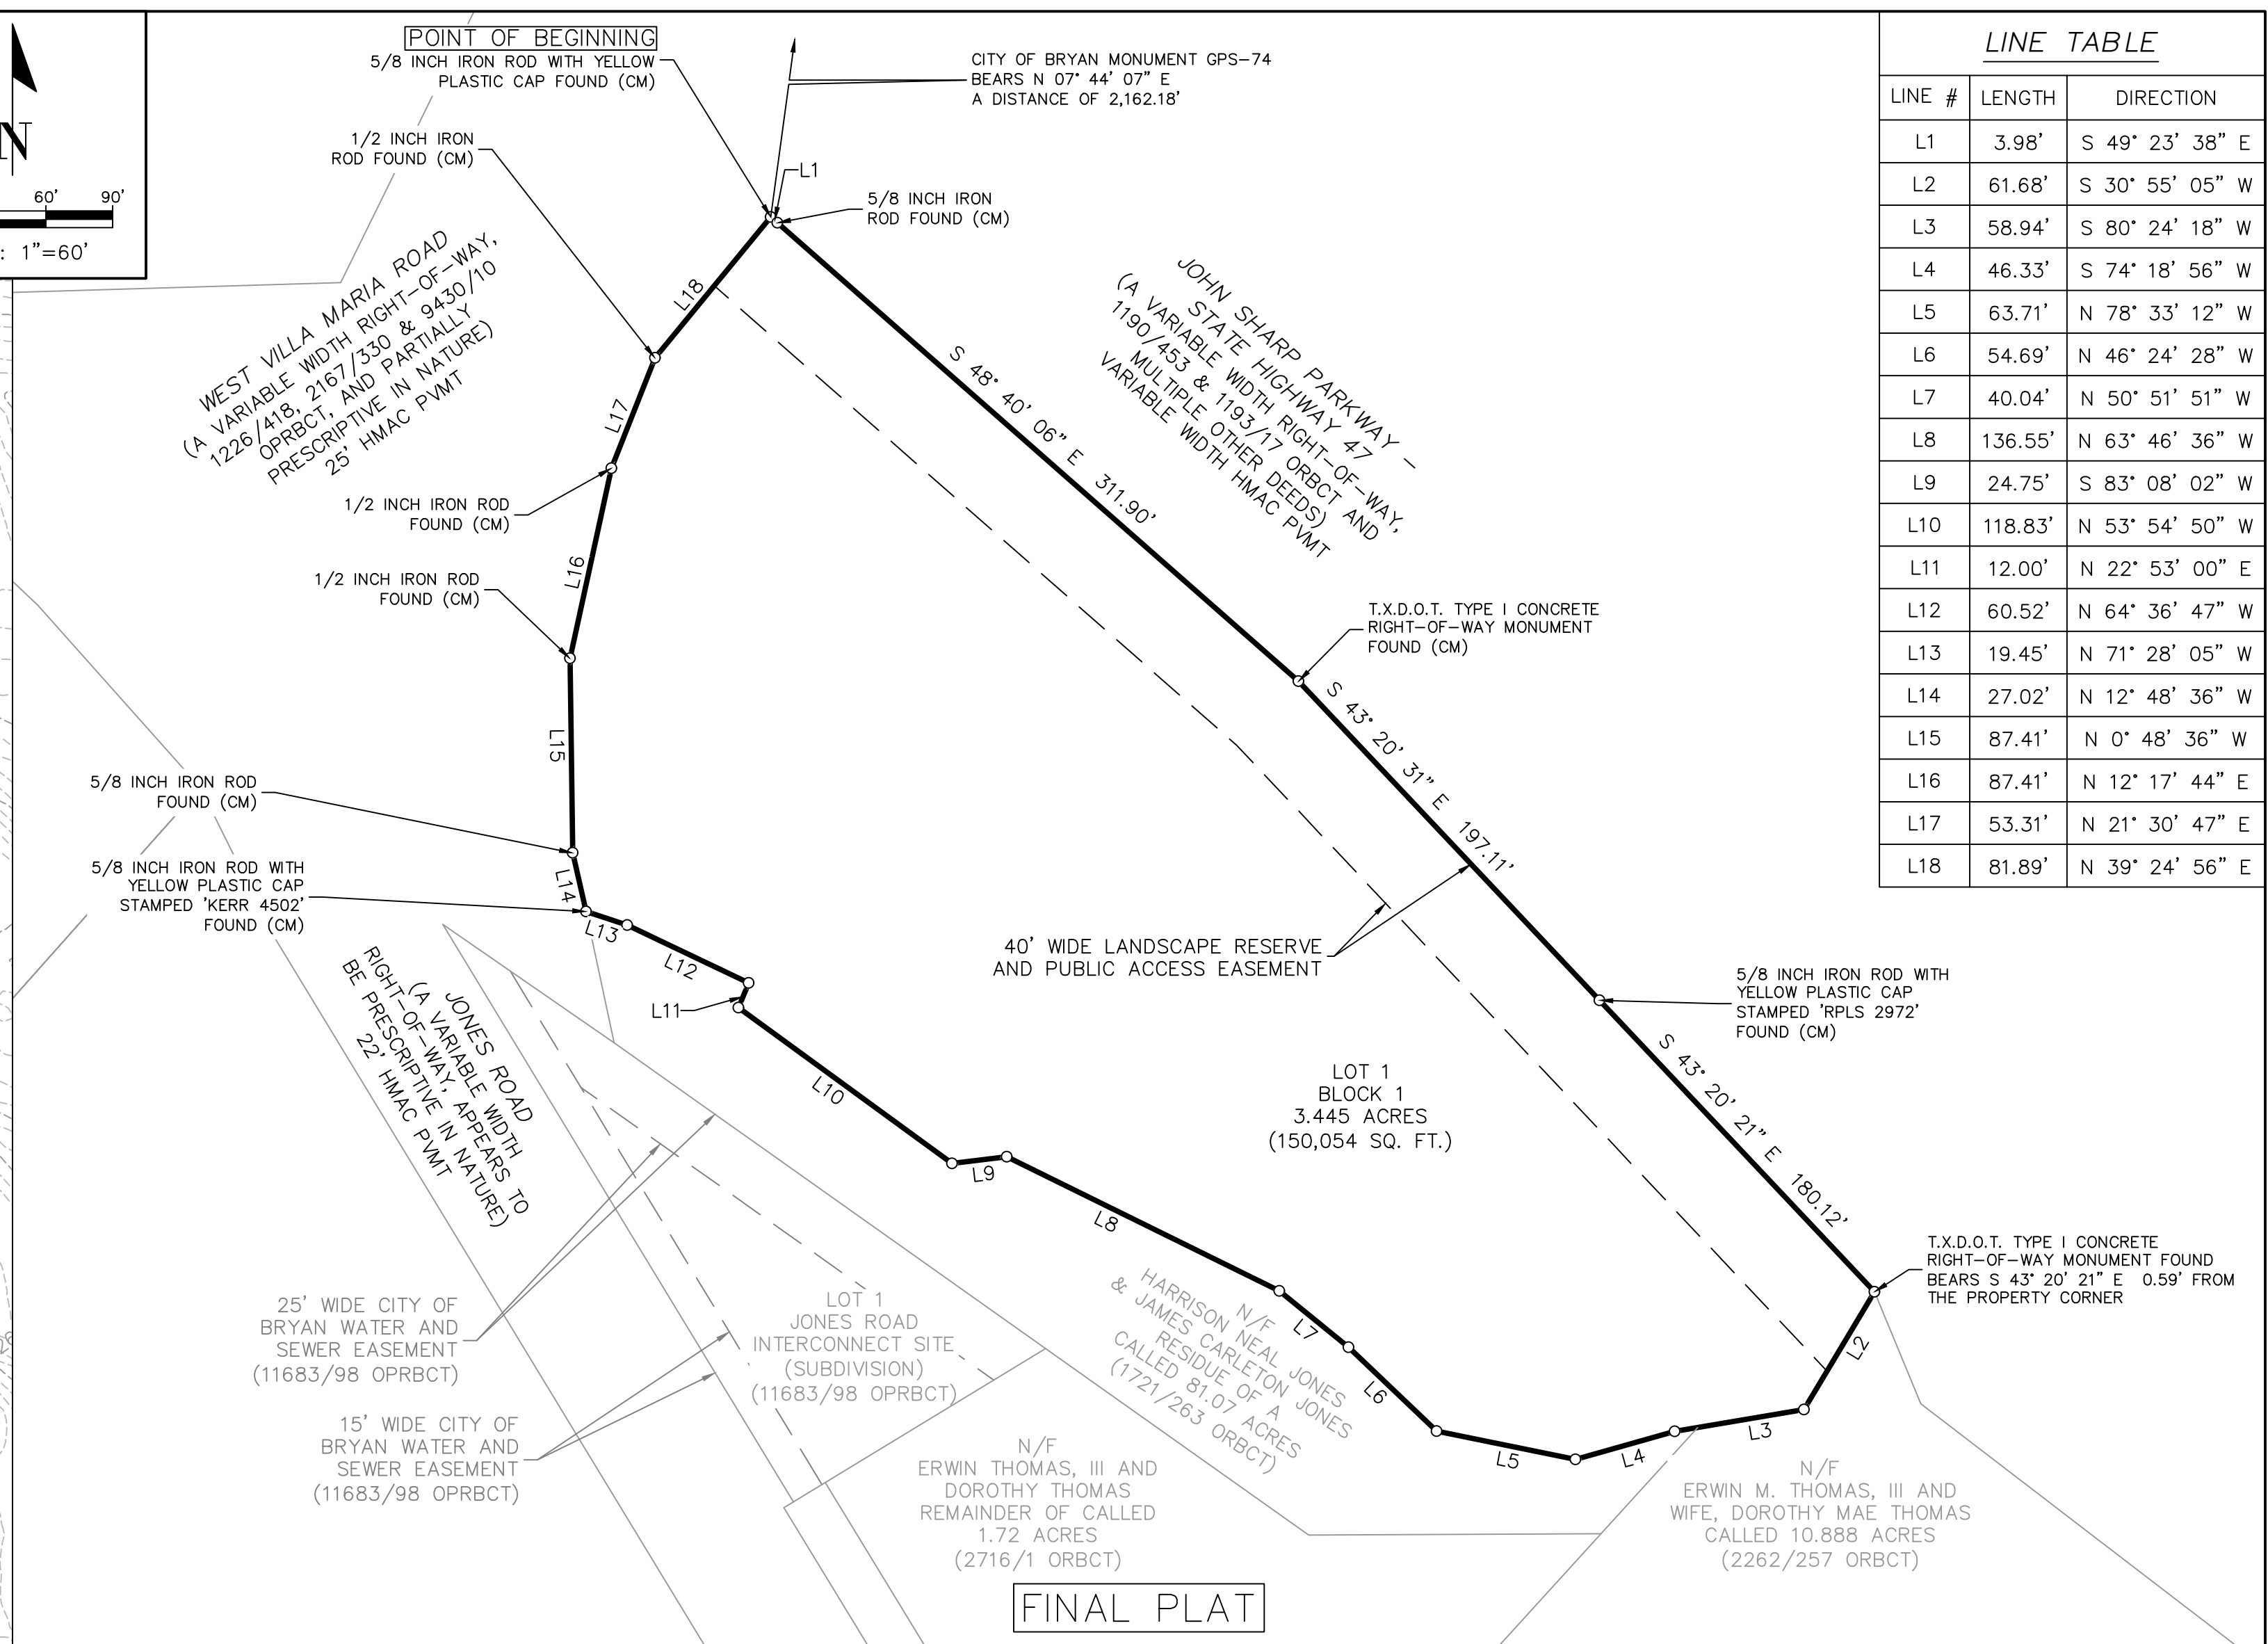 POINT OF BEGINNING
5/8 INCH IRON ROD WITH YELLOW
PLASTIC CAP FOUND (CM)
CITY OF BRYAN MONUMENT GPS-74
BEARS N 07° 44' 07" E
A DISTANCE OF 2,162.18'
N
60' 90'
: 1"=60'
1/2 INCH IRON
ROD FOUND (CM)
L1
5/8 INCH IRON
ROD FOUND (CM)
WEST VILLA MARIA ROAD
(A VARIABLE WIDTH RIGHT-OF-WAY,
1226/418, 2167/330 & 9430/10
OPRBCT, AND PARTIALLY
PRESCRIPTIVE IN NATURE)
25' HMAC PVMT
L18
L17
JOHN SHARP PARKWAY -
STATE HIGHWAY 47
(A VARIABLE WIDTH RIGHT-OF-WAY,
1190/453 & 1193/17 ORBCT AND
MULTIPLE OTHER DEEDS)
VARIABLE WIDTH HMAC PVMT
S 48° 40' 06" E 311.90'
1/2 INCH IRON ROD
FOUND (CM)
L16
1/2 INCH IRON ROD
FOUND (CM)
T.X.D.O.T. TYPE I CONCRETE
RIGHT-OF-WAY MONUMENT
FOUND (CM)
L15
S 43° 20' 31" E 197.11'
5/8 INCH IRON ROD
FOUND (CM)
5/8 INCH IRON ROD WITH
YELLOW PLASTIC CAP
STAMPED 'KERR 4502'
FOUND (CM)
L14
L13
L12
L11
40' WIDE LANDSCAPE RESERVE
AND PUBLIC ACCESS EASEMENT
5/8 INCH IRON ROD WITH
YELLOW PLASTIC CAP
STAMPED 'RPLS 2972'
FOUND (CM)
JONES ROAD
(A VARIABLE WIDTH
RIGHT-OF-WAY, APPEARS TO
BE PRESCRIPTIVE IN NATURE)
22' HMAC PVMT
L10
LOT 1
BLOCK 1
3.445 ACRES
(150,054 SQ. FT.)
S 43° 20' 21" E 180.12'
L9
L8
T.X.D.O.T. TYPE I CONCRETE
RIGHT-OF-WAY MONUMENT FOUND
BEARS S 43° 20' 21" E 0.59' FROM
THE PROPERTY CORNER
25' WIDE CITY OF
BRYAN WATER AND
SEWER EASEMENT
(11683/98 OPRBCT)
LOT 1
JONES ROAD
INTERCONNECT SITE
(SUBDIVISION)
(11683/98 OPRBCT)
N/F
HARRISON NEAL JONES
& JAMES CARLETON JONES
RESIDUE OF A
CALLED 81.07 ACRES
(1721/263 ORBCT)
L7
L6
L5
L4
L3
L2
15' WIDE CITY OF
BRYAN WATER AND
SEWER EASEMENT
(11683/98 OPRBCT)
N/F
ERWIN THOMAS, III AND
DOROTHY THOMAS
REMAINDER OF CALLED
1.72 ACRES
(2716/1 ORBCT)
N/F
ERWIN M. THOMAS, III AND
WIFE, DOROTHY MAE THOMAS
CALLED 10.888 ACRES
(2262/257 ORBCT)
FINAL PLAT
LINE TABLE
LINE # LENGTH DIRECTION
L1 3.98' S 49° 23' 38" E
L2 61.68' S 30° 55' 05" W
L3 58.94' S 80° 24' 18" W
L4 46.33' S 74° 18' 56" W
L5 63.71' N 78° 33' 12" W
L6 54.69' N 46° 24' 28" W
L7 40.04' N 50° 51' 51" W
L8 136.55' N 63° 46' 36" W
L9 24.75' S 83° 08' 02" W
L10 118.83' N 53° 54' 50" W
L11 12.00' N 22° 53' 00" E
L12 60.52' N 64° 36' 47" W
L13 19.45' N 71° 28' 05" W
L14 27.02' N 12° 48' 36" W
L15 87.41' N 0° 48' 36" W
L16 87.41' N 12° 17' 44" E
L17 53.31' N 21° 30' 47" E
L18 81.89' N 39° 24' 56" E